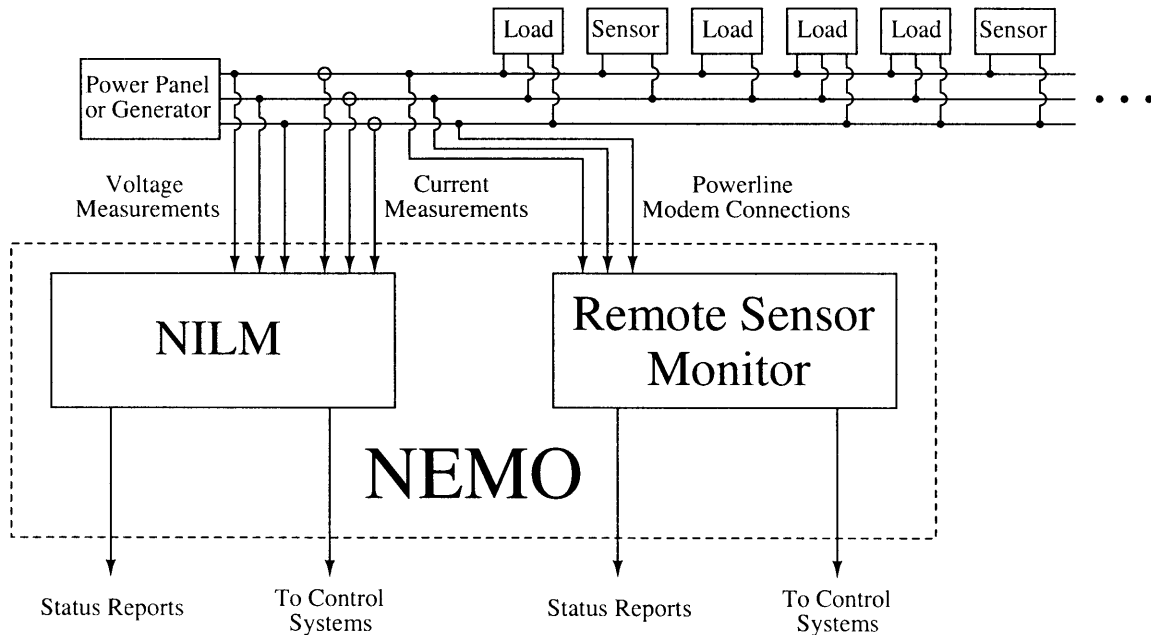 Load
Sensor
Load
Load
Load
Sensor
Power Panel
or Generator
Voltage
Measurements
Current
Measurements
Powerline
Modem Connections
NILM
Remote Sensor
Monitor
NEMO
Status Reports
To Control
Systems
Status Reports
To Control
Systems